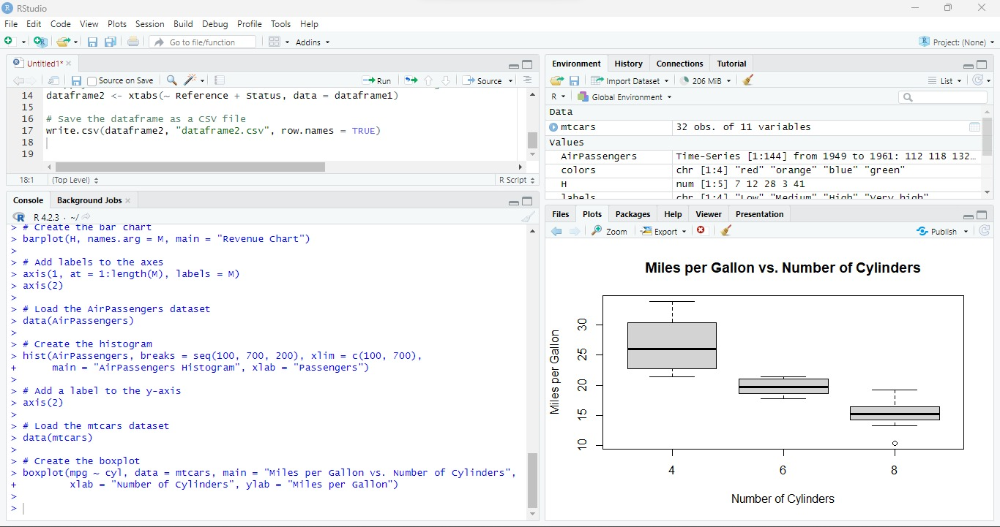 RStudio
File Edit Code View Plots Session Build Debug Profile Tools Help
Go to file/function Addins Project: (None)
Untitled1*
Source on Save Run Source
14 dataframe2 <- xtabs(~ Reference + Status, data = dataframe1)
15
16 # Save the dataframe as a CSV file
17 write.csv(dataframe2, "dataframe2.csv", row.names = TRUE)
18
19
18:1 (Top Level) R Script
Console Background Jobs
R 4.2.3 · ~/
> # Create the bar chart
> barplot(H, names.arg = M, main = "Revenue Chart")
>
> # Add labels to the axes
> axis(1, at = 1:length(M), labels = M)
> axis(2)
>
> # Load the AirPassengers dataset
> data(AirPassengers)
>
> # Create the histogram
> hist(AirPassengers, breaks = seq(100, 700, 200), xlim = c(100, 700),
+ main = "AirPassengers Histogram", xlab = "Passengers")
>
> # Add a label to the y-axis
> axis(2)
>
> # Load the mtcars dataset
> data(mtcars)
>
> # Create the boxplot
> boxplot(mpg ~ cyl, data = mtcars, main = "Miles per Gallon vs. Number of Cylinders",
+ xlab = "Number of Cylinders", ylab = "Miles per Gallon")
>
>
Environment History Connections Tutorial
Import Dataset 206 MiB List
R Global Environment
Data
mtcars 32 obs. of 11 variables
Values
AirPassengers Time-Series [1:144] from 1949 to 1961: 112 118 132…
colors chr [1:4] "red" "orange" "blue" "green"
H num [1:5] 7 12 28 3 41
labels chr [1:4] "Low" "Medium" "High" "Very high"
Files Plots Packages Help Viewer Presentation
Zoom Export Publish
Miles per Gallon vs. Number of Cylinders
Miles per Gallon
30
25
20
15
10
4 6 8
Number of Cylinders